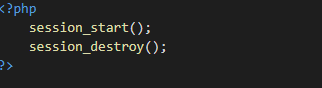 <?php
session_start();
session_destroy();
?>